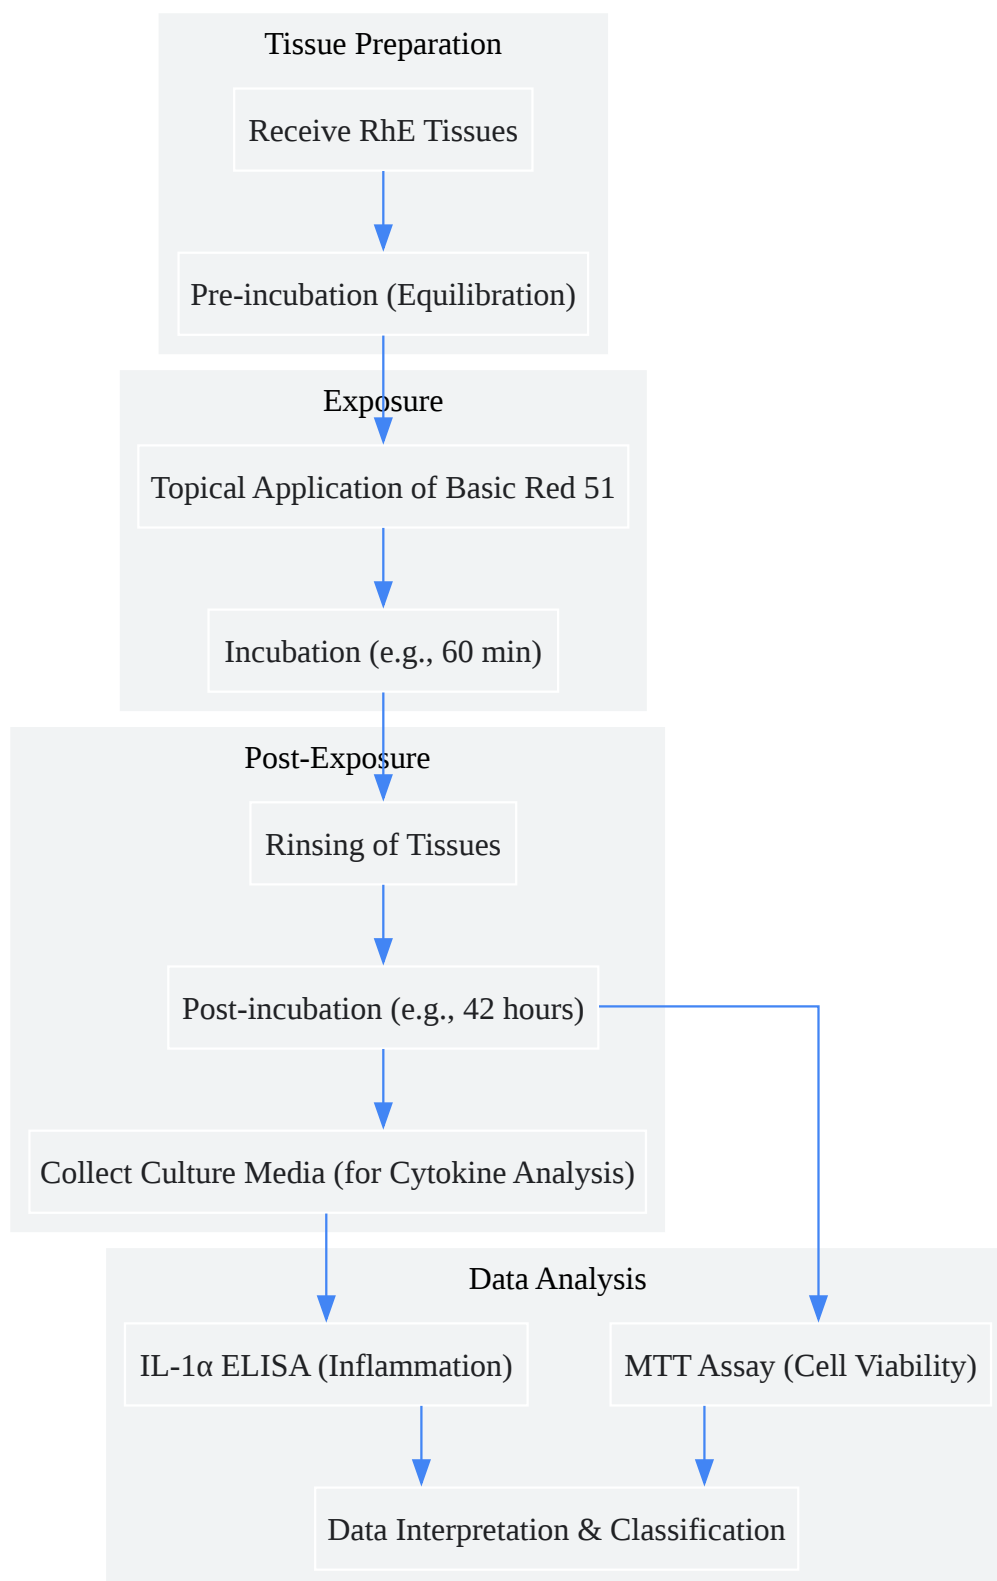 Tissue Preparation
Receive RhE Tissues
Pre-incubation (Equilibration)
Exposure
Topical Application of Basic Red 51
Incubation (e.g., 60 min)
Post-Exposure
Rinsing of Tissues
Post-incubation (e.g., 42 hours)
Collect Culture Media (for Cytokine Analysis)
Data Analysis
IL-1α ELISA (Inflammation)
MTT Assay (Cell Viability)
Data Interpretation & Classification